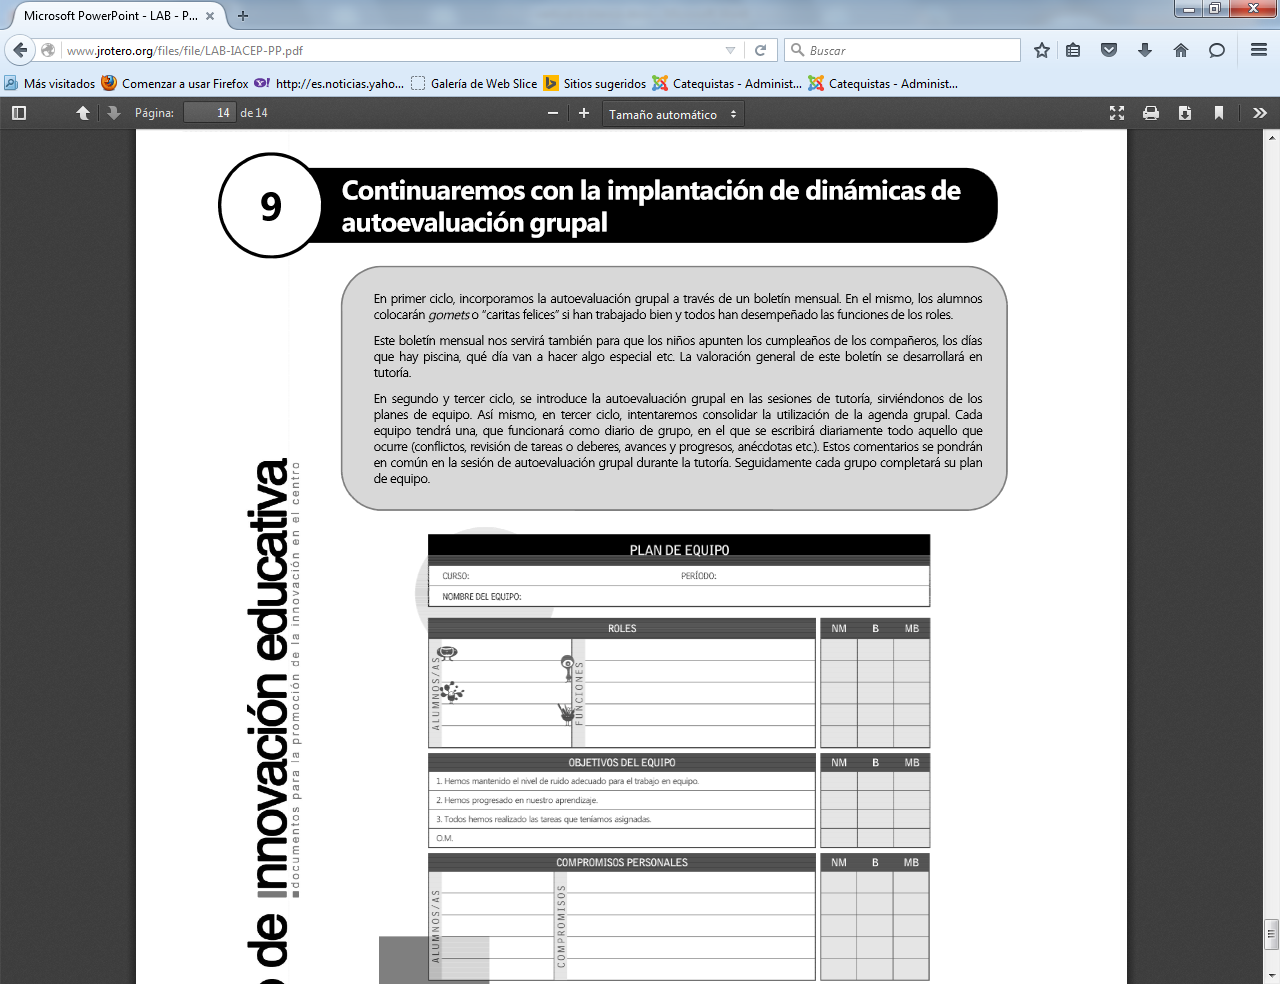 Microsoft PowerPoint - LAB - P...
www.jrotero.org/files/file/LAB-IACEP-PP.pdf
Buscar
Más visitados
Comenzar a usar Firefox
http://es.noticias.yaho...
Galería de Web Slice
Sitios sugeridos
Catequistas - Administ...
Catequistas - Administ...
Página: 14 de 14
Tamaño automático
9
Continuaremos con la implantación de dinámicas de
autoevaluación grupal
En primer ciclo, incorporamos la autoevaluación grupal a través de un boletín mensual. En el mismo, los alumnos
colocarán gomets o “caritas felices” si han trabajado bien y todos han desempeñado las funciones de los roles.
Este boletín mensual nos servirá también para que los niños apunten los cumpleaños de los compañeros, los días
que hay piscina, qué día van a hacer algo especial etc. La valoración general de este boletín se desarrollará en
tutoría.
En segundo y tercer ciclo, se introduce la autoevaluación grupal en las sesiones de tutoría, sirviéndonos de los
planes de equipo. Así mismo, en tercer ciclo, intentaremos consolidar la utilización de la agenda grupal. Cada
equipo tendrá una, que funcionará como diario de grupo, en el que se escribirá diariamente todo aquello que
ocurre (conflictos, revisión de tareas o deberes, avances y progresos, anécdotas etc.). Estos comentarios se pondrán
en común en la sesión de autoevaluación grupal durante la tutoría. Seguidamente cada grupo completará su plan
de equipo.
o de innovación educativa
documentos para la promoción de la innovación en el centro
PLAN DE EQUIPO
CURSO: PERÍODO:
NOMBRE DEL EQUIPO:
ROLES NM B MB
ALUMNOS/AS
FUNCIONES
OBJETIVOS DEL EQUIPO NM B MB
1. Hemos mantenido el nivel de ruido adecuado para el trabajo en equipo.
2. Hemos progresado en nuestro aprendizaje.
3. Todos hemos realizado las tareas que teníamos asignadas.
O.M.
COMPROMISOS PERSONALES NM B MB
ALUMNOS/AS
COMPROMISOS